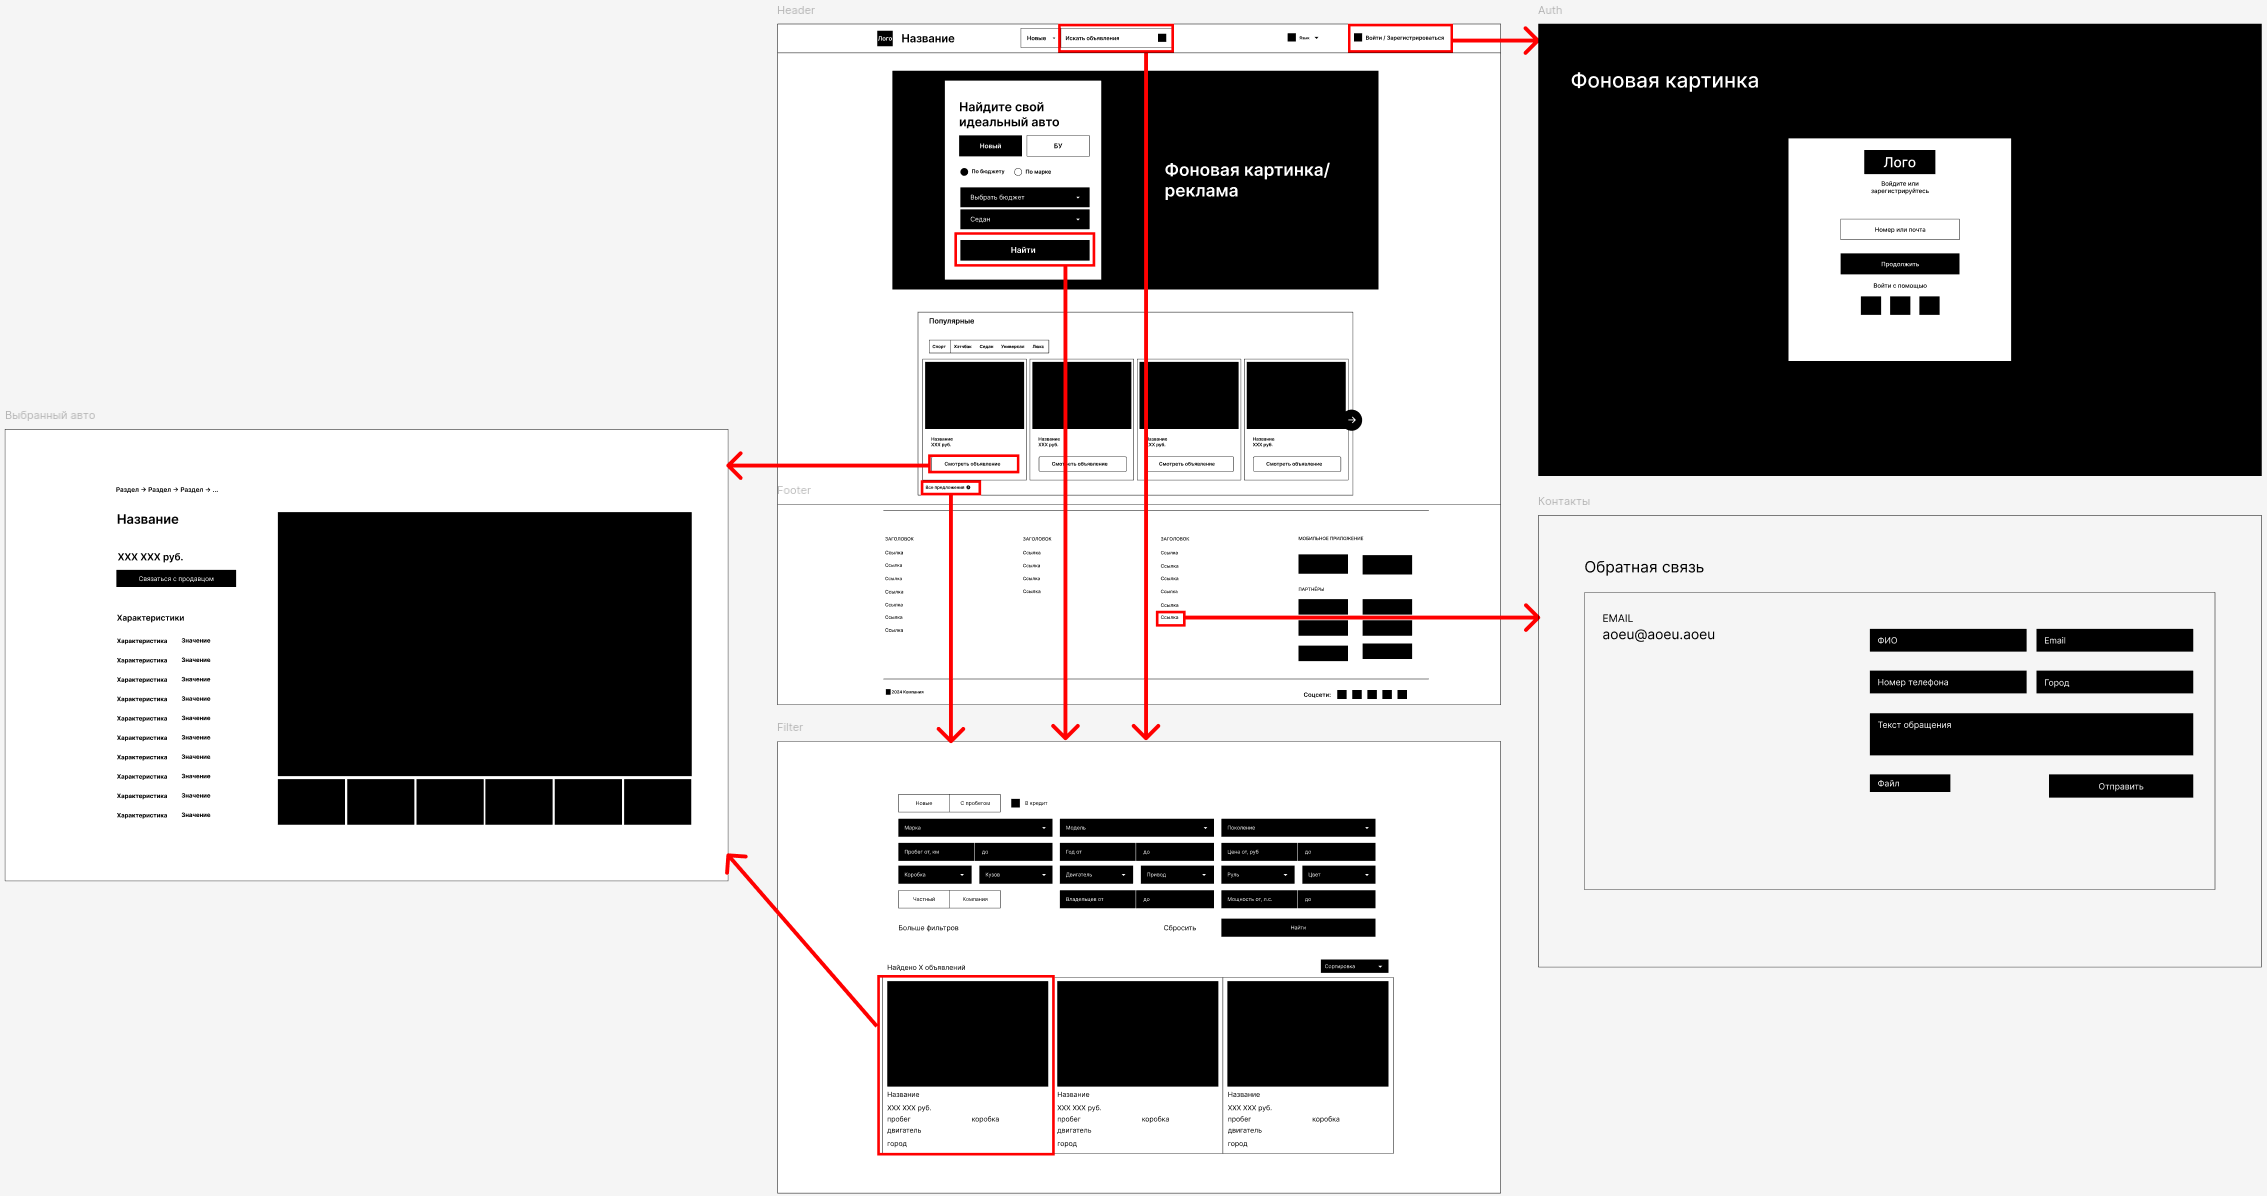 Header
Лого
Название
Новые
Искать объявления
Язык
Войти / Зарегистрироваться
Найдите свой
идеальный авто
Новый
БУ
По бюджету
По марке
Выбрать бюджет
Седан
Найти
Фоновая картинка/
реклама
Популярные
Спорт
Хэтчбэк
Седан
Универсал
Люкс
Название
XXX руб.
Смотреть объявление
Название
XXX руб.
Смотреть объявление
Название
XXX руб.
Смотреть объявление
Название
XXX руб.
Смотреть объявление
Все предложения
Footer
ЗАГОЛОВОК
Ссылка
Ссылка
Ссылка
Ссылка
Ссылка
Ссылка
Ссылка
ЗАГОЛОВОК
Ссылка
Ссылка
Ссылка
Ссылка
ЗАГОЛОВОК
Ссылка
Ссылка
Ссылка
Ссылка
Ссылка
Ссылка
МОБИЛЬНОЕ ПРИЛОЖЕНИЕ
ПАРТНЁРЫ
2024 Компания
Соцсети:
Auth
Фоновая картинка
Лого
Войдите или
зарегистрируйтесь
Номер или почта
Продолжить
Войти с помощью
Выбранный авто
Раздел → Раздел → Раздел → ...
Название
XXX XXX руб.
Связаться с продавцом
Характеристики
Характеристика Значение
Характеристика Значение
Характеристика Значение
Характеристика Значение
Характеристика Значение
Характеристика Значение
Характеристика Значение
Характеристика Значение
Характеристика Значение
Характеристика Значение
Контакты
Обратная связь
EMAIL
aoeu@aoeu.aoeu
ФИО
Email
Номер телефона
Город
Текст обращения
Файл
Отправить
Filter
Новые
С пробегом
В кредит
Марка
Модель
Поколение
Пробег от, км
до
Год от
до
Цена от, руб
до
Коробка
Кузов
Двигатель
Привод
Руль
Цвет
Частный
Компания
Владельцев от
до
Мощность от, л.с.
до
Больше фильтров
Сбросить
Найти
Найдено X объявлений
Сортировка
Название
XXX XXX руб.
пробег коробка
двигатель
город
Название
XXX XXX руб.
пробег коробка
двигатель
город
Название
XXX XXX руб.
пробег коробка
двигатель
город